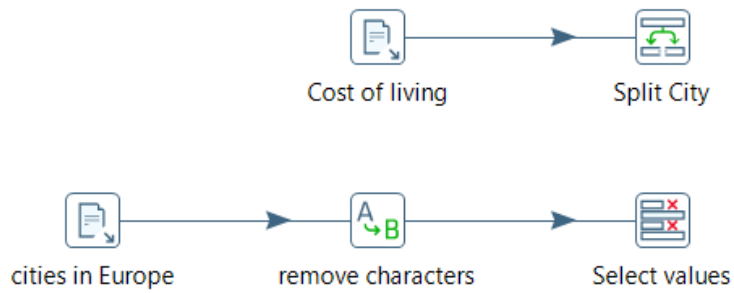 Cost of living
Split City
A
B
cities in Europe
remove characters
Select values